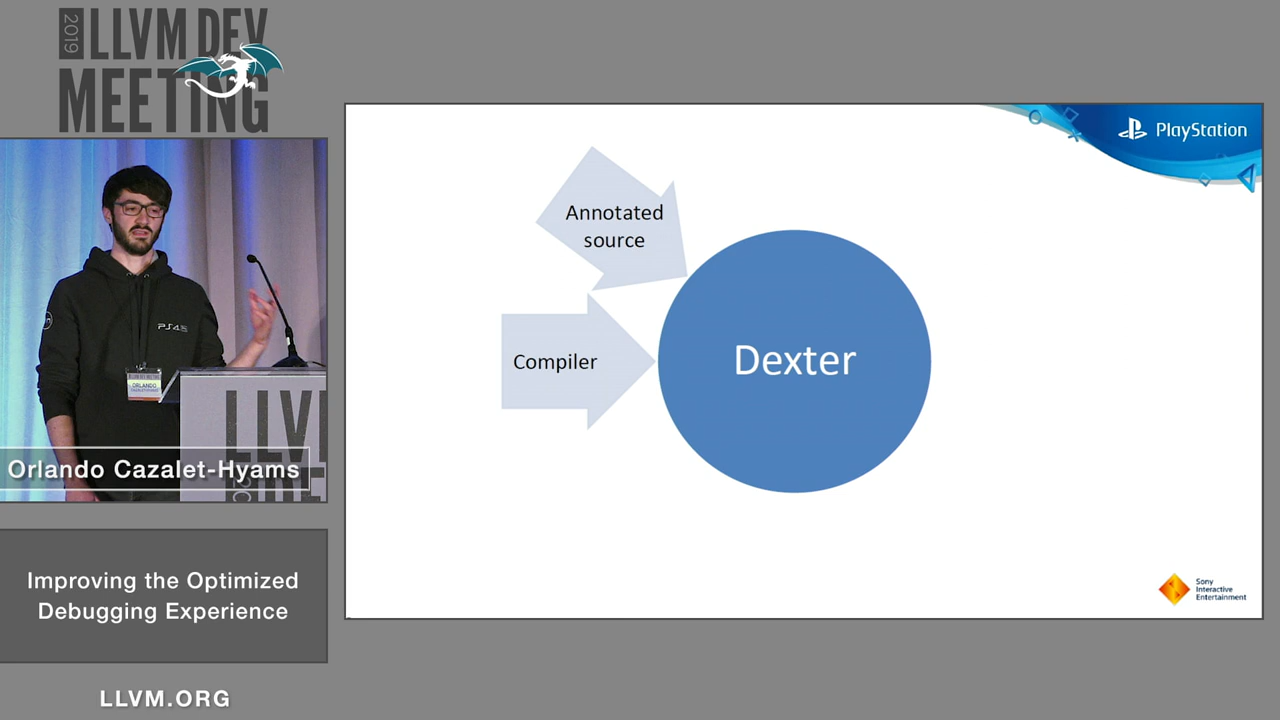 2019
LLVM DEV
MEETING
PlayStation
Annotated
source
Compiler
Dexter
PS4
ORLANDO
Orlando Cazalet-Hyams
Improving the Optimized
Debugging Experience
Sony
Interactive
Entertainment
LLVM.ORG